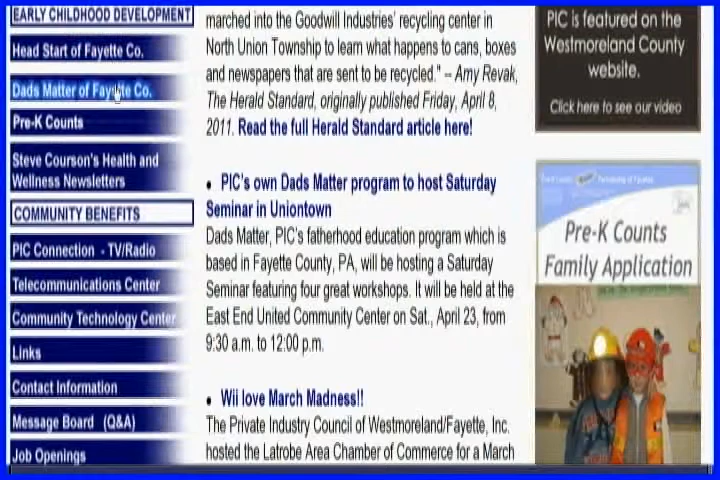 EARLY CHILDHOOD DEVELOPMENT
Head Start of Fayette Co.
Dads Matter of Fayette Co.
Pre-K Counts
Steve Courson's Health and
Wellness Newsletters
COMMUNITY BENEFITS
PIC Connection - TV/Radio
Telecommunications Center
Community Technology Center
Links
Contact Information
Message Board (Q&A)
Job Openings
marched into the Goodwill Industries' recycling center in
North Union Township to learn what happens to cans, boxes
and newspapers that are sent to be recycled." – Amy Revak,
The Herald Standard, originally published Friday, April 8,
2011. Read the full Herald Standard article here!
• PIC's own Dads Matter program to host Saturday
Seminar in Uniontown
Dads Matter, PIC's fatherhood education program which is
based in Fayette County, PA, will be hosting a Saturday
Seminar featuring four great workshops. It will be held at the
East End United Community Center on Sat., April 23, from
9:30 a.m. to 12:00 p.m.
• Wii love March Madness!!
The Private Industry Council of Westmoreland/Fayette, Inc.
hosted the Latrobe Area Chamber of Commerce for a March
PIC is featured on the
Westmoreland County
website.
Click here to see our video
Pre-K Counts
Family Application